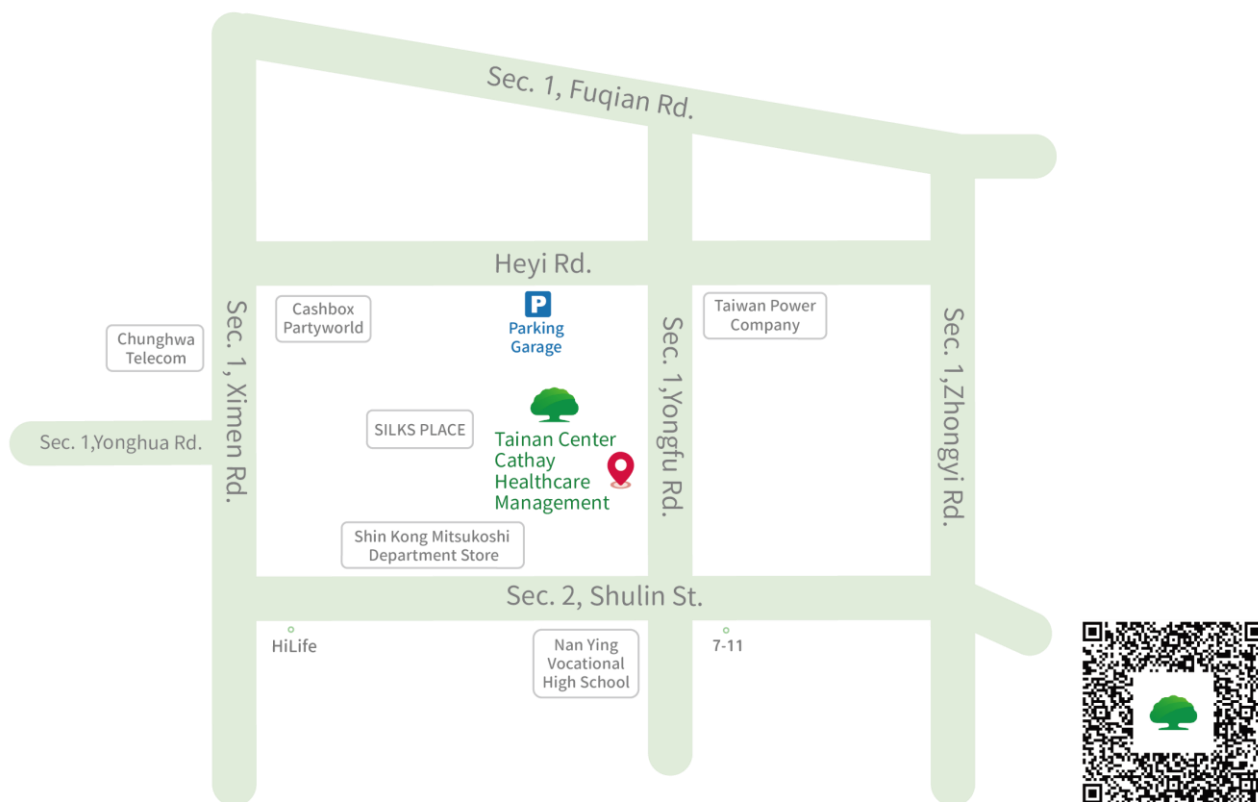 Sec. 1, Fuqian Rd.
Heyi Rd.
Cashbox
Partyworld
P
Parking
Garage
Taiwan Power
Company
Chunghwa
Telecom
Sec. 1, Ximen Rd.
Sec. 1,Yongfu Rd.
Sec. 1,Zhongyi Rd.
Sec. 1,Yonghua Rd.
SILKS PLACE
Tainan Center
Cathay
Healthcare
Management
Shin Kong Mitsukoshi
Department Store
Sec. 2, Shulin St.
HiLife
Nan Ying
Vocational
High School
7-11